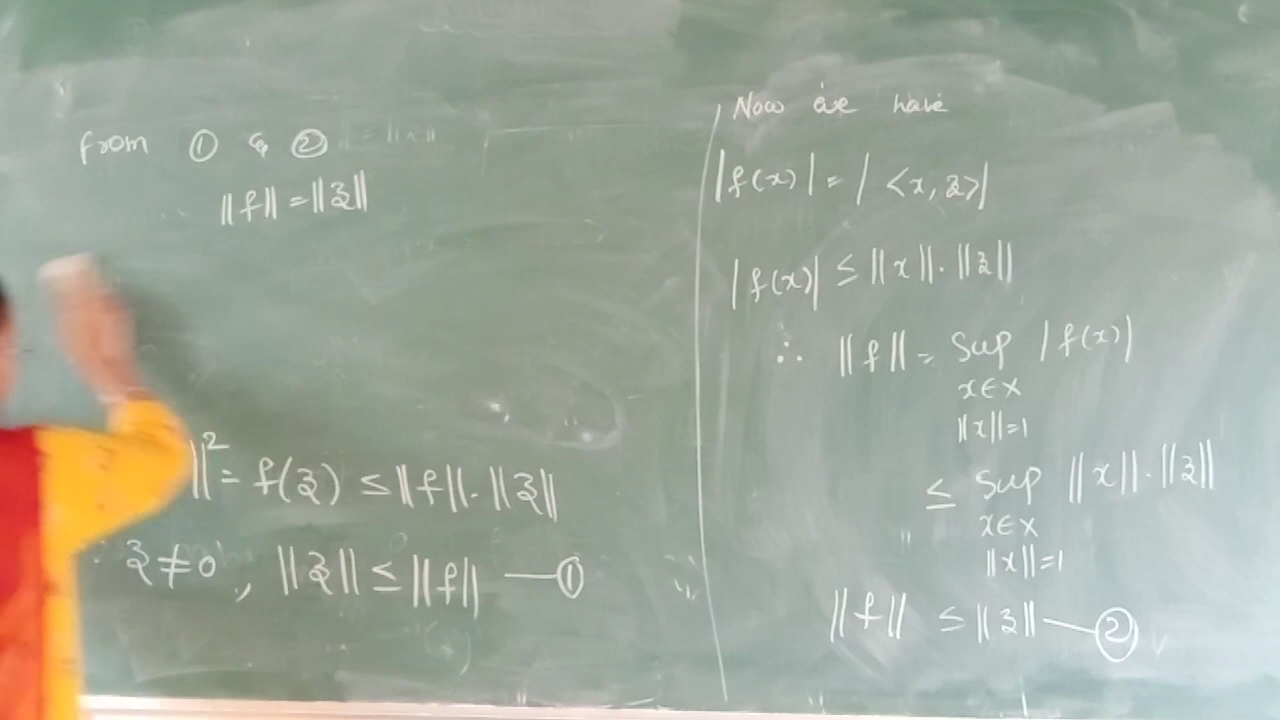 From ① & ②
||f|| = ||z||
||² = f(z) ≤ ||f||. ||z||
z ≠ 0, ||z|| ≤ ||f|| — ①
Now we have
|f(x)| = | <x, z>|
|f(x)| ≤ ||x||. ||z||
∴ ||f|| = Sup |f(x)|
x∈X
||x||=1
≤ Sup ||x||. ||z||
x∈X
||x||=1
||f|| ≤ ||z|| — ②